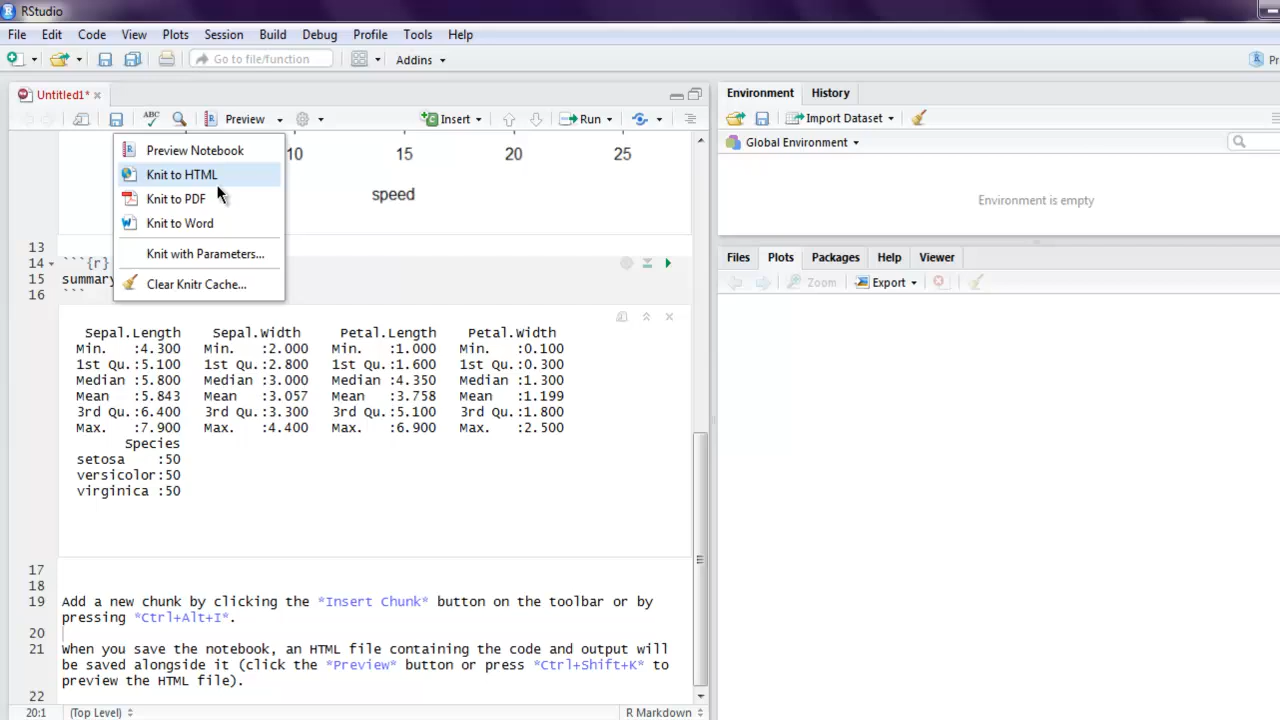 RStudio
File Edit Code View Plots Session Build Debug Profile Tools Help
Go to file/function Addins Pr
Untitled1* Environment History
ABC Preview Insert Run Import Dataset
Global Environment
Preview Notebook
Knit to HTML
Knit to PDF
Knit to Word
Knit with Parameters...
Clear Knitr Cache...
10 15 20 25
speed
Environment is empty
Files Plots Packages Help Viewer
Zoom Export
13
14 ```{r}
15 summary
16 ```
Sepal.Length Sepal.Width Petal.Length Petal.Width
Min. :4.300 Min. :2.000 Min. :1.000 Min. :0.100
1st Qu.:5.100 1st Qu.:2.800 1st Qu.:1.600 1st Qu.:0.300
Median :5.800 Median :3.000 Median :4.350 Median :1.300
Mean :5.843 Mean :3.057 Mean :3.758 Mean :1.199
3rd Qu.:6.400 3rd Qu.:3.300 3rd Qu.:5.100 3rd Qu.:1.800
Max. :7.900 Max. :4.400 Max. :6.900 Max. :2.500
Species
setosa :50
versicolor:50
virginica :50
17
18
19 Add a new chunk by clicking the *Insert Chunk* button on the toolbar or by
pressing *Ctrl+Alt+I*.
20
21 When you save the notebook, an HTML file containing the code and output will
be saved alongside it (click the *Preview* button or press *Ctrl+Shift+K* to
preview the HTML file).
22
20:1 (Top Level) R Markdown